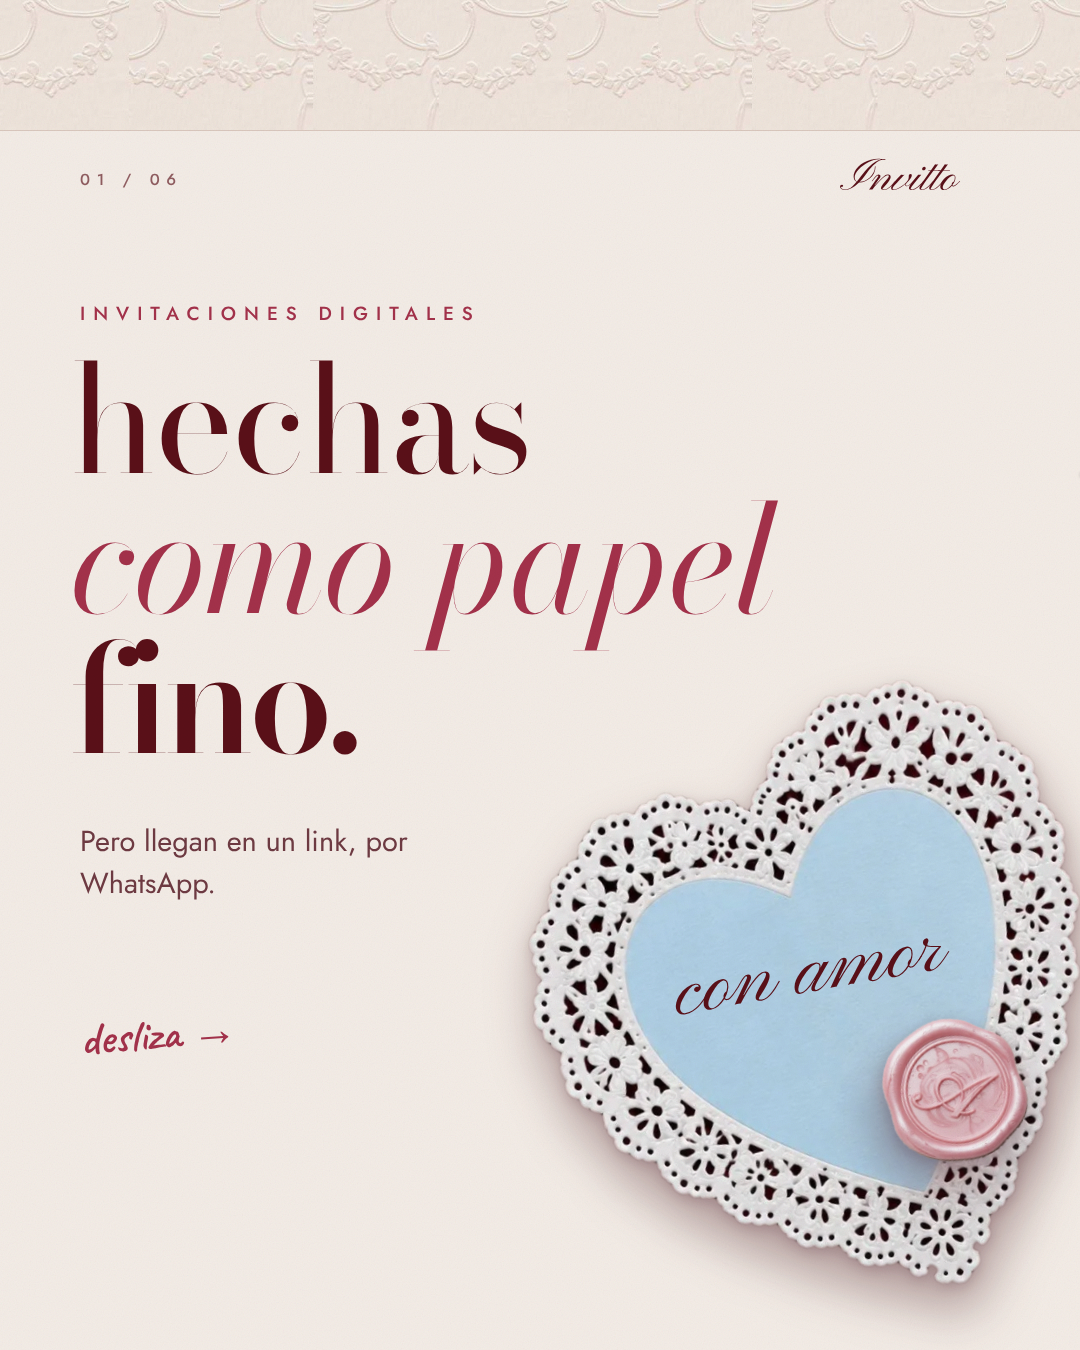 01 / 06
Invitto
INVITACIONES DIGITALES
hechas
como papel
fino.
Pero llegan en un link, por
WhatsApp.
con amor
desliza →